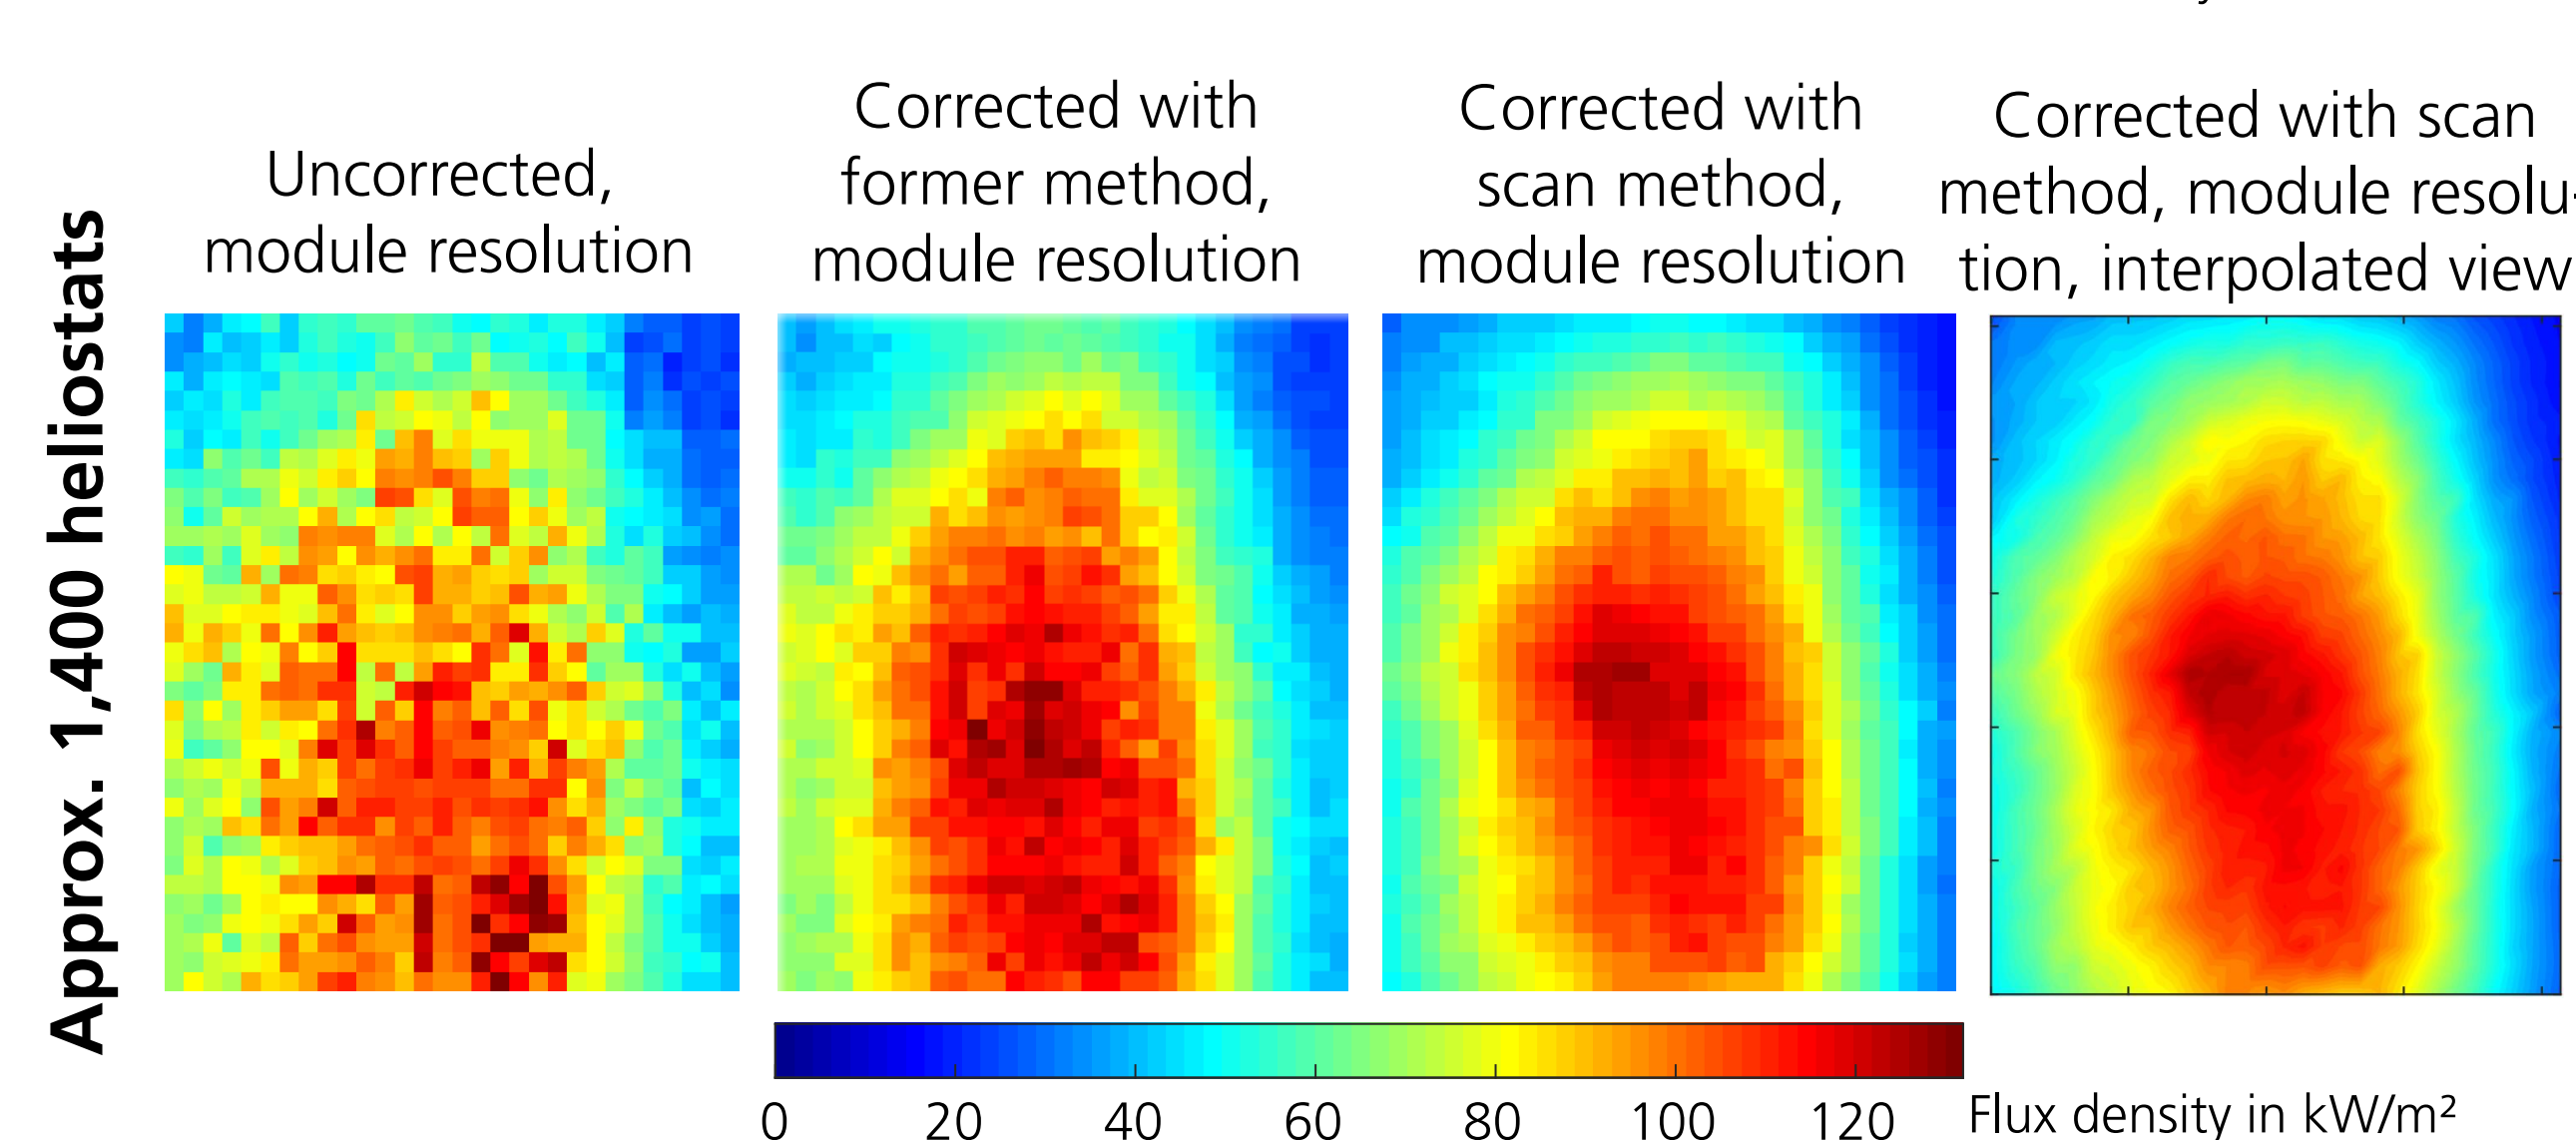 Approx. 1,400 heliostats
Uncorrected,
module resolution
Corrected with
former method,
module resolution
Corrected with
scan method,
module resolution
Corrected with scan
method, module resolu-
tion, interpolated view
0 20 40 60 80 100 120
Flux density in kW/m²